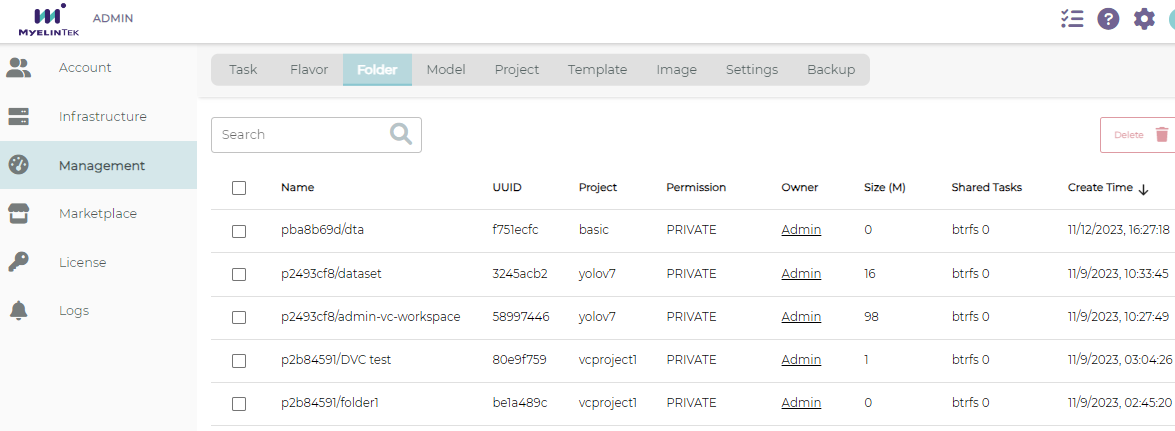 MYELINTEK ADMIN
Account
Infrastructure
Management
Marketplace
License
Logs
Task Flavor Folder Model Project Template Image Settings Backup
Search
Delete
Name UUID Project Permission Owner Size (M) Shared Tasks Create Time
pba8b69d/dta f751ecfc basic PRIVATE Admin 0 btrfs 0 11/12/2023, 16:27:18
p2493cf8/dataset 3245acb2 yolov7 PRIVATE Admin 16 btrfs 0 11/9/2023, 10:33:45
p2493cf8/admin-vc-workspace 58997446 yolov7 PRIVATE Admin 98 btrfs 0 11/9/2023, 10:27:49
p2b84591/DVC test 80e9f759 vcproject1 PRIVATE Admin 1 btrfs 0 11/9/2023, 03:04:26
p2b84591/folder1 be1a489c vcproject1 PRIVATE Admin 0 btrfs 0 11/9/2023, 02:45:20